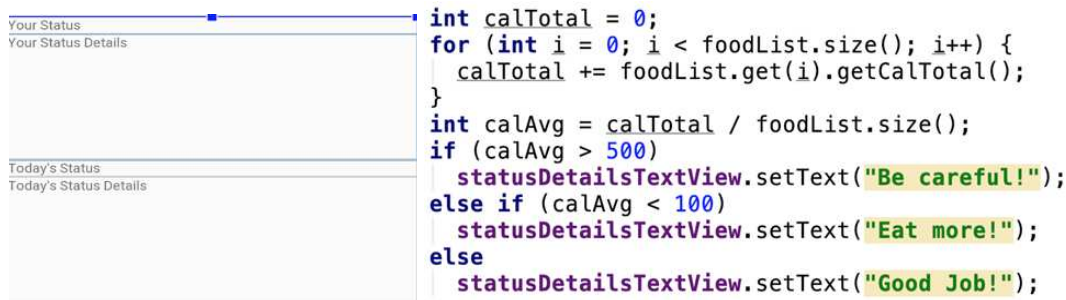 Your Status
Your Status Details
Today's Status
Today's Status Details
int calTotal = 0;
for (int i = 0; i < foodList.size(); i++) {
  calTotal += foodList.get(i).getCalTotal();
}
int calAvg = calTotal / foodList.size();
if (calAvg > 500)
  statusDetailsTextView.setText("Be careful!");
else if (calAvg < 100)
  statusDetailsTextView.setText("Eat more!");
else
  statusDetailsTextView.setText("Good Job!");